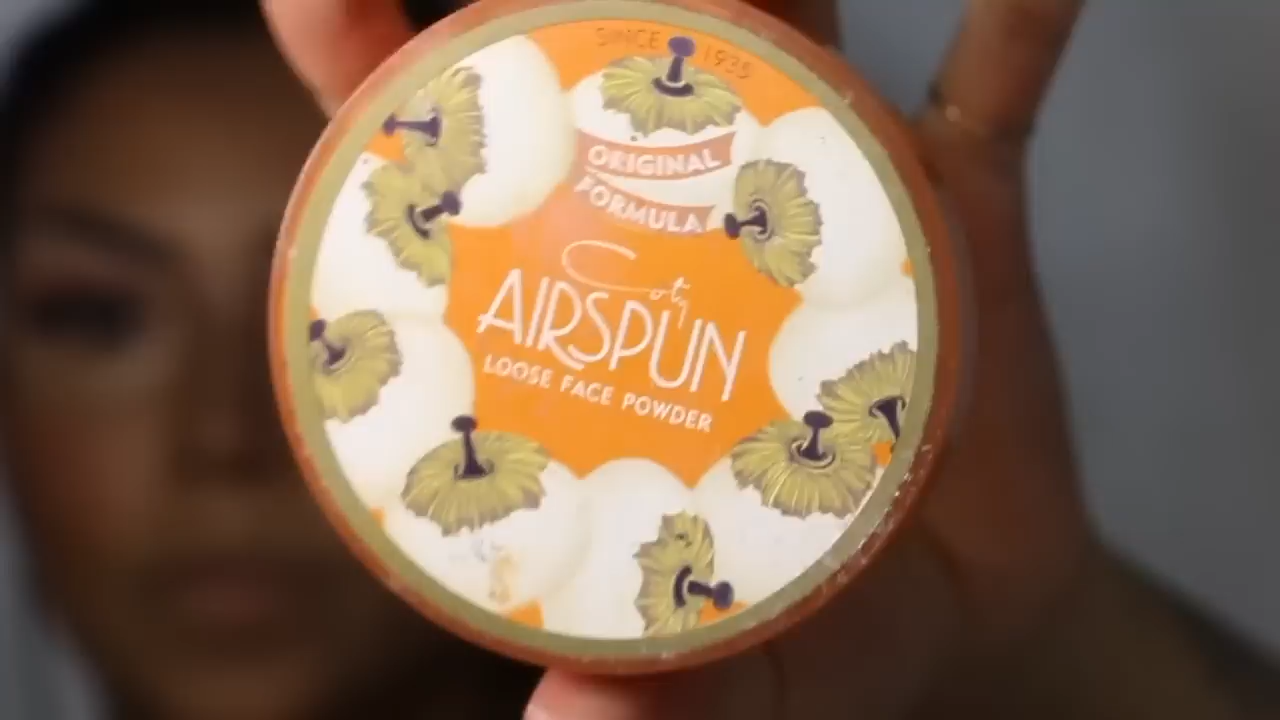 SINCE 1935
ORIGINAL
FORMULA
Coty
AIRSPUN
LOOSE FACE POWDER